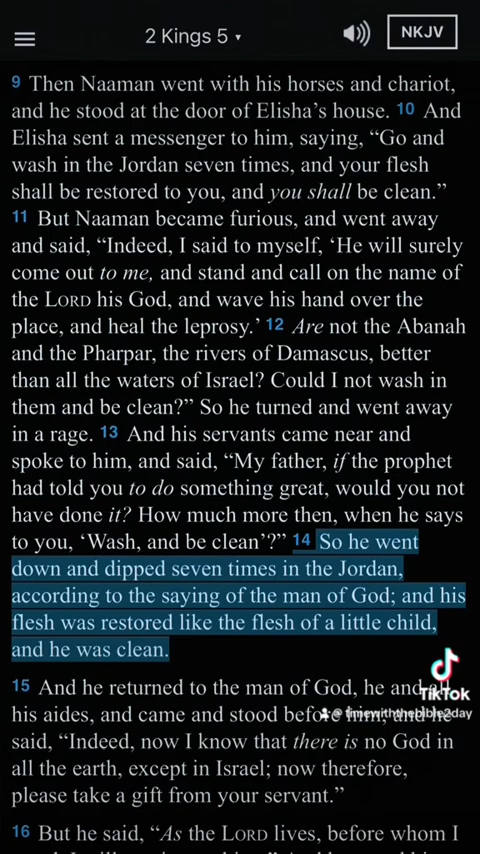 2 Kings 5
NKJV
9 Then Naaman went with his horses and chariot,
and he stood at the door of Elisha’s house. 10 And
Elisha sent a messenger to him, saying, “Go and
wash in the Jordan seven times, and your flesh
shall be restored to you, and you shall be clean.”
11 But Naaman became furious, and went away
and said, “Indeed, I said to myself, ‘He will surely
come out to me, and stand and call on the name of
the LORD his God, and wave his hand over the
place, and heal the leprosy.’ 12 Are not the Abanah
and the Pharpar, the rivers of Damascus, better
than all the waters of Israel? Could I not wash in
them and be clean?” So he turned and went away
in a rage. 13 And his servants came near and
spoke to him, and said, “My father, if the prophet
had told you to do something great, would you not
have done it? How much more then, when he says
to you, ‘Wash, and be clean’?” 14 So he went
down and dipped seven times in the Jordan,
according to the saying of the man of God; and his
flesh was restored like the flesh of a little child,
and he was clean.
15 And he returned to the man of God, he and all
TikTok
his aides, and came and stood before him; and he
@timewiththebible2day
said, “Indeed, now I know that there is no God in
all the earth, except in Israel; now therefore,
please take a gift from your servant.”
16 But he said, “As the LORD lives, before whom I